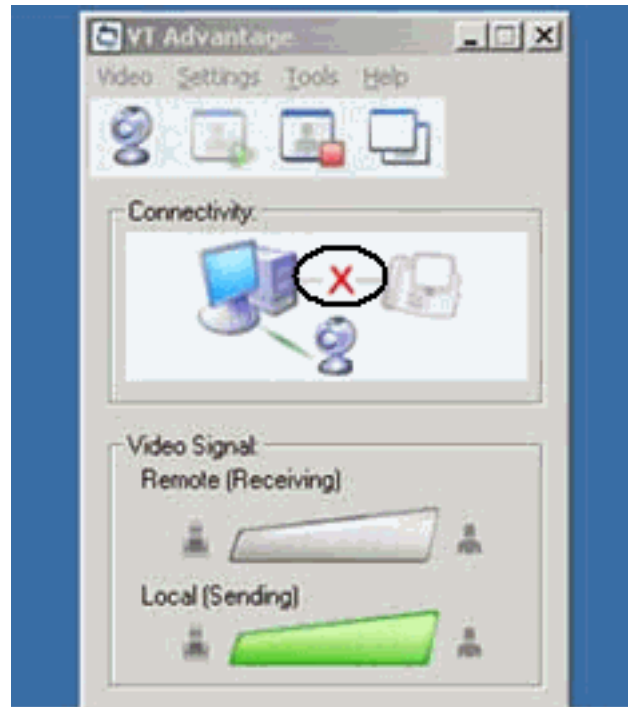 VT Advantage
Video Settings Tools Help
Connectivity:
Video Signal:
Remote (Receiving)
Local (Sending)